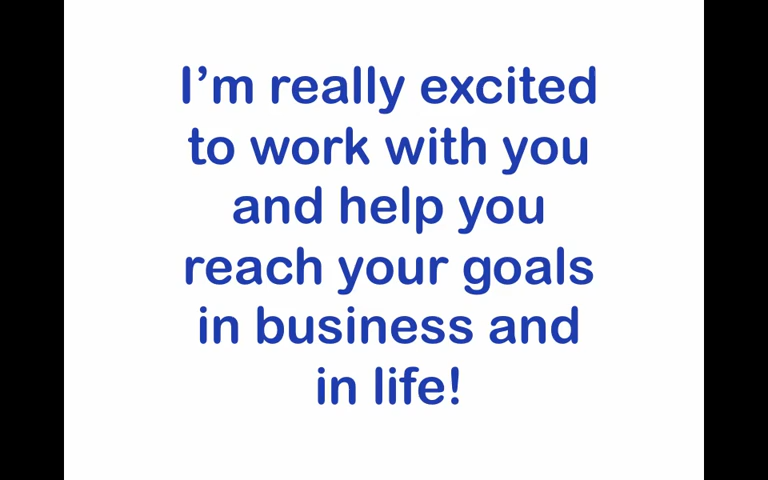 I’m really excited
to work with you
and help you
reach your goals
in business and
in life!